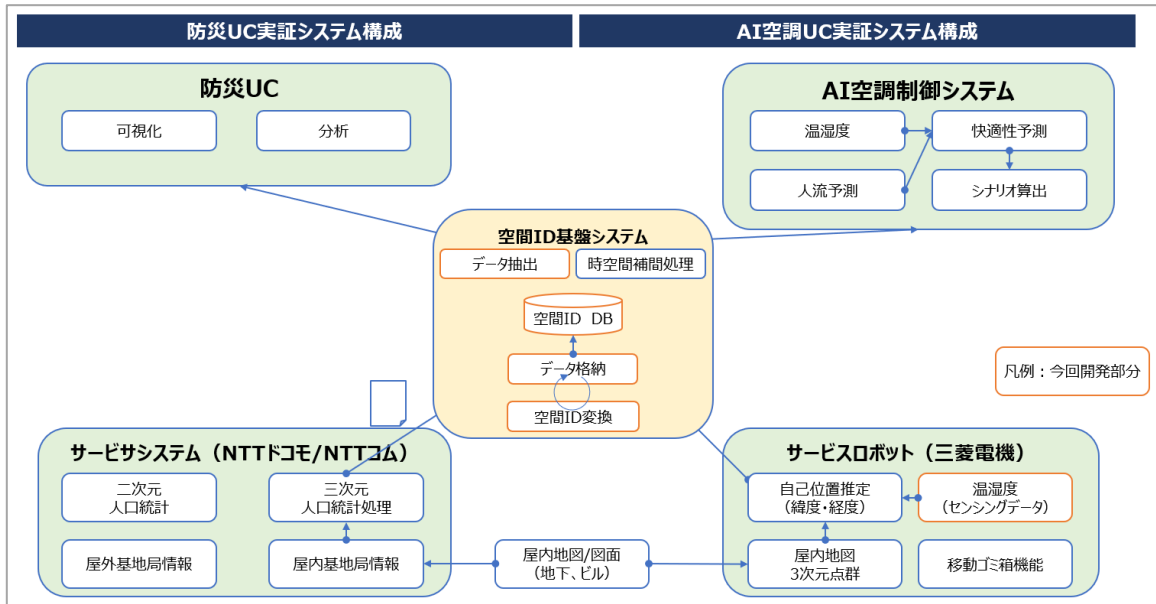 防災UC実証システム構成
AI空調UC実証システム構成
防災UC
可視化
分析
AI空調制御システム
温湿度
快適性予測
人流予測
シナリオ算出
空間ID基盤システム
データ抽出
時空間補間処理
空間ID DB
データ格納
空間ID変換
凡例：今回開発部分
サービサシステム（NTTドコモ/NTTコム）
二次元
人口統計
三次元
人口統計処理
屋外基地局情報
屋内基地局情報
屋内地図/図面
（地下、ビル）
サービスロボット（三菱電機）
自己位置推定
（緯度・経度）
温湿度
（センシングデータ）
屋内地図
3次元点群
移動ゴミ箱機能